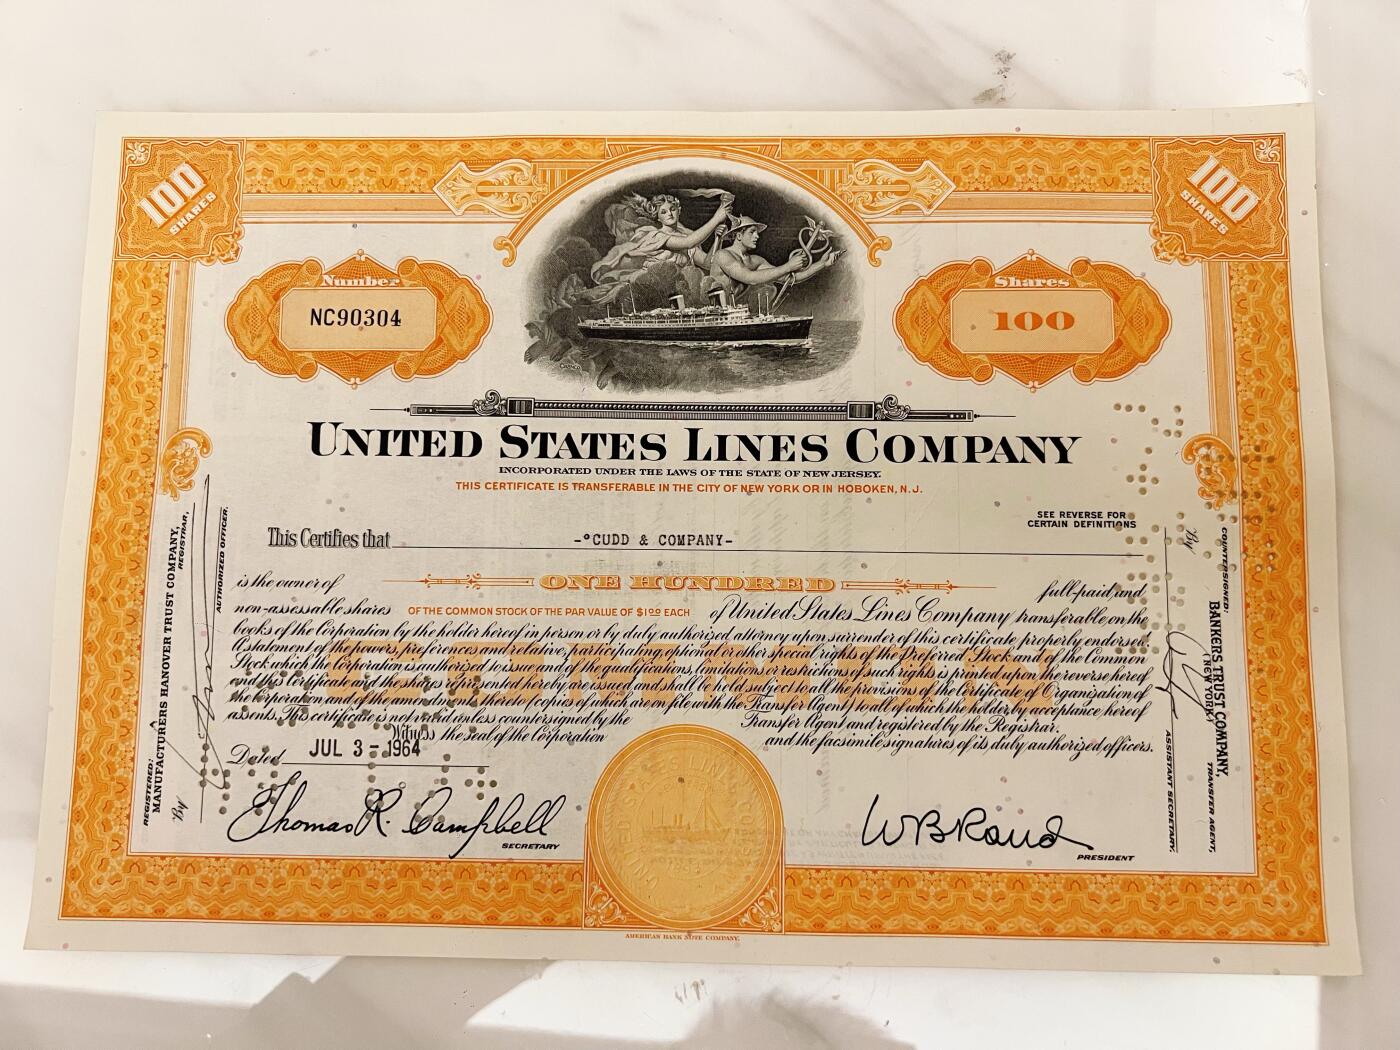 100
SHARES
100
SHARES
Number
NC90304
Shares
100
UNITED STATES LINES COMPANY
INCORPORATED UNDER THE LAWS OF THE STATE OF NEW JERSEY.
THIS CERTIFICATE IS TRANSFERABLE IN THE CITY OF NEW YORK OR IN HOBOKEN, N.J.
SEE REVERSE FOR
CERTAIN DEFINITIONS
This Certifies that -°CUDD & COMPANY-
is the owner of ONE HUNDRED full-paid and
non-assessable shares OF THE COMMON STOCK OF THE PAR VALUE OF $1.00 EACH of United States Lines Company transferable on the
books of the Corporation by the holder hereof in person or by duly authorized attorney upon surrender of this certificate properly endorsed.
A statement of the powers, preferences and relative, participating, optional or other special rights of the Preferred Stock and of the Common
Stock which the Corporation is authorized to issue and of the qualifications, limitations or restrictions of such rights is printed upon the reverse hereof
and this certificate and the shares represented hereby are issued and shall be held subject to all the provisions of the Certificate of Organization of
the Corporation and of the amendments thereto (copies of which are on file with the Transfer Agent) to all of which the holder by acceptance hereof
assents. This certificate is not valid unless countersigned by the Transfer Agent and registered by the Registrar.
Witness the seal of the Corporation and the facsimile signatures of its duly authorized officers.
Dated JUL 3 - 1964
Thomas R. Campbell
SECRETARY
W B Rand
PRESIDENT
REGISTERED:
MANUFACTURERS HANOVER TRUST COMPANY,
REGISTRAR,
By
AUTHORIZED OFFICER.
COUNTERSIGNED:
BANKERS TRUST COMPANY,
(NEW YORK)
TRANSFER AGENT,
By
ASSISTANT SECRETARY.
AMERICAN BANK NOTE COMPANY.